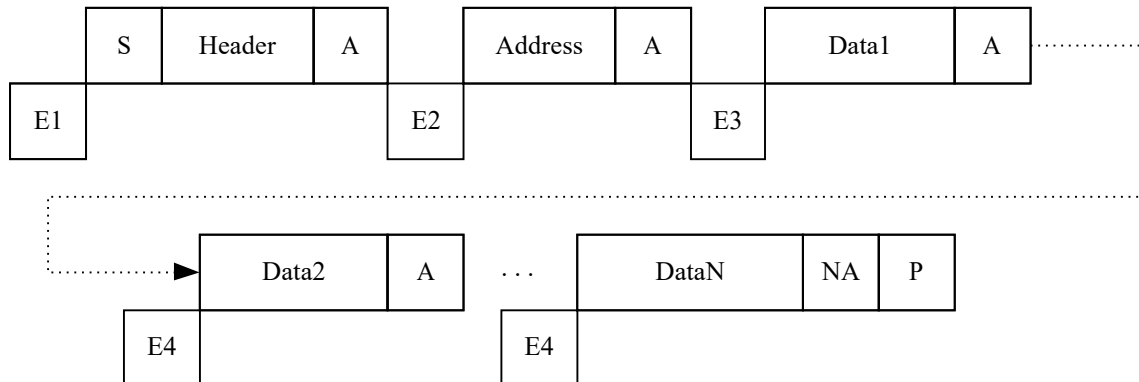 S Header A Address A Data1 A
E1 E2 E3
Data2 A ... DataN NA P
E4 E4